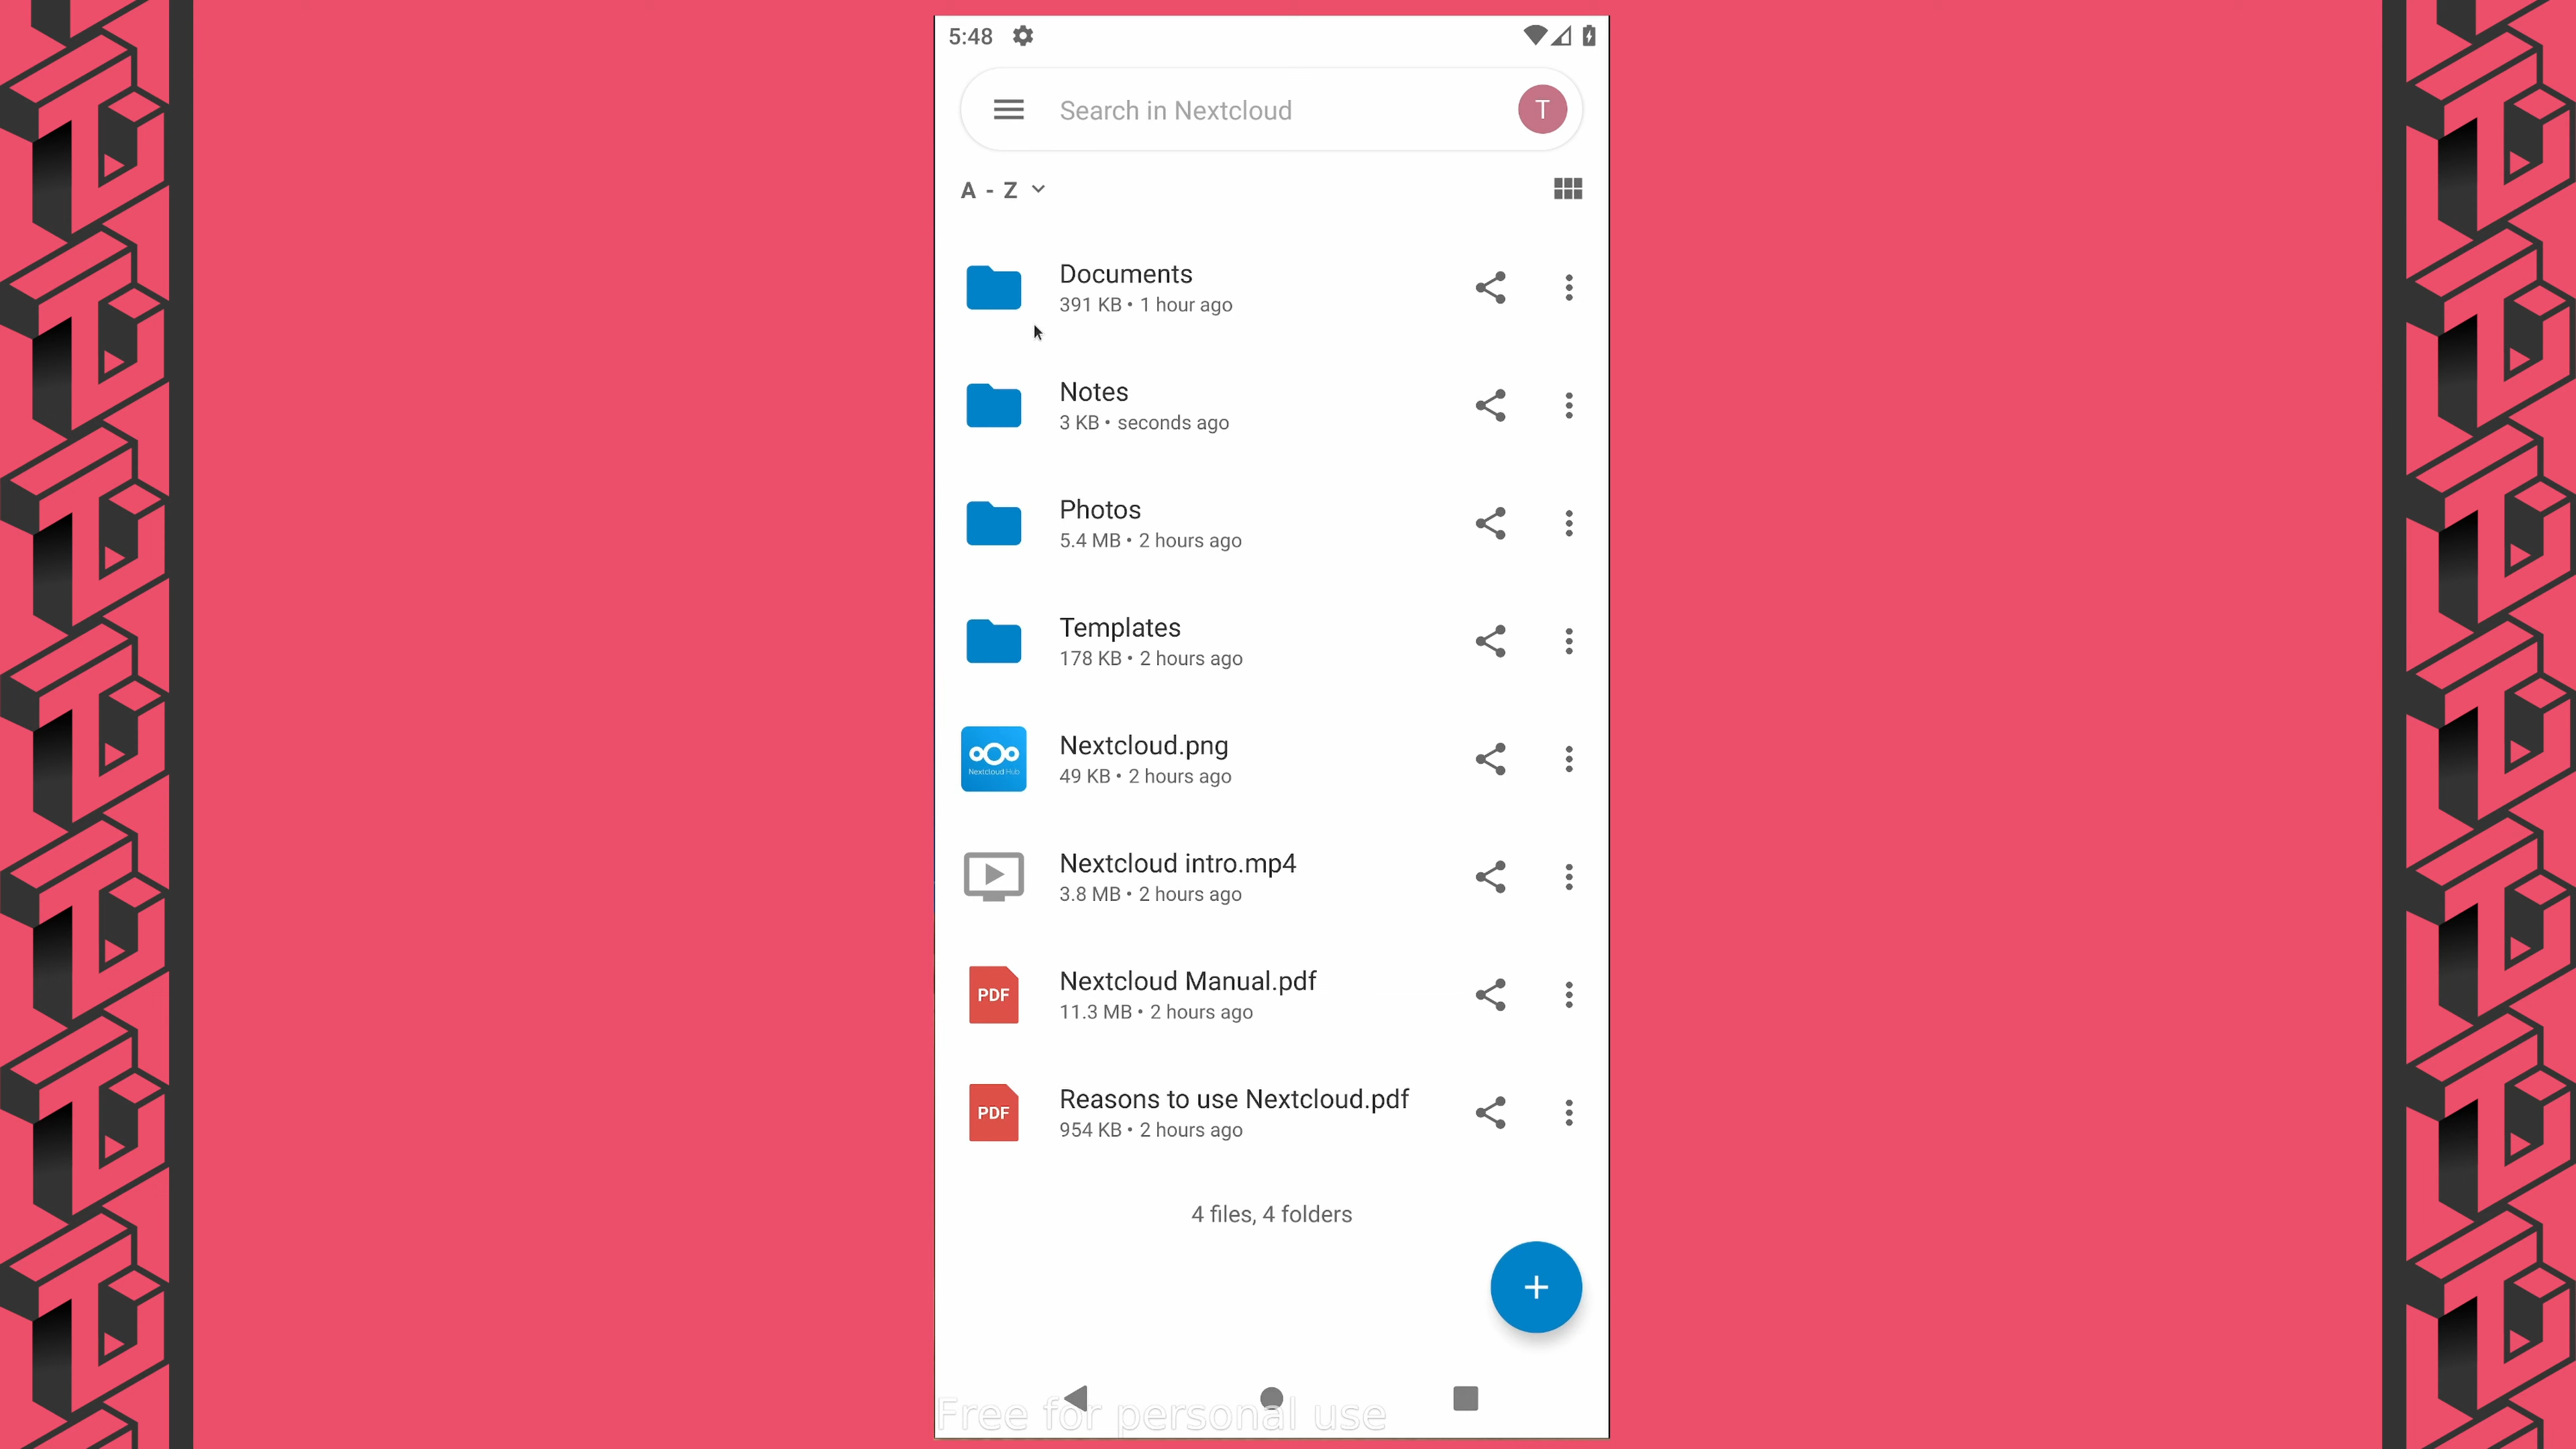 5:48
Search in Nextcloud
T
A - Z
Documents
391 KB • 1 hour ago
Notes
3 KB • seconds ago
Photos
5.4 MB • 2 hours ago
Templates
178 KB • 2 hours ago
Nextcloud Hub
Nextcloud.png
49 KB • 2 hours ago
Nextcloud intro.mp4
3.8 MB • 2 hours ago
PDF
Nextcloud Manual.pdf
11.3 MB • 2 hours ago
PDF
Reasons to use Nextcloud.pdf
954 KB • 2 hours ago
4 files, 4 folders
Free for personal use